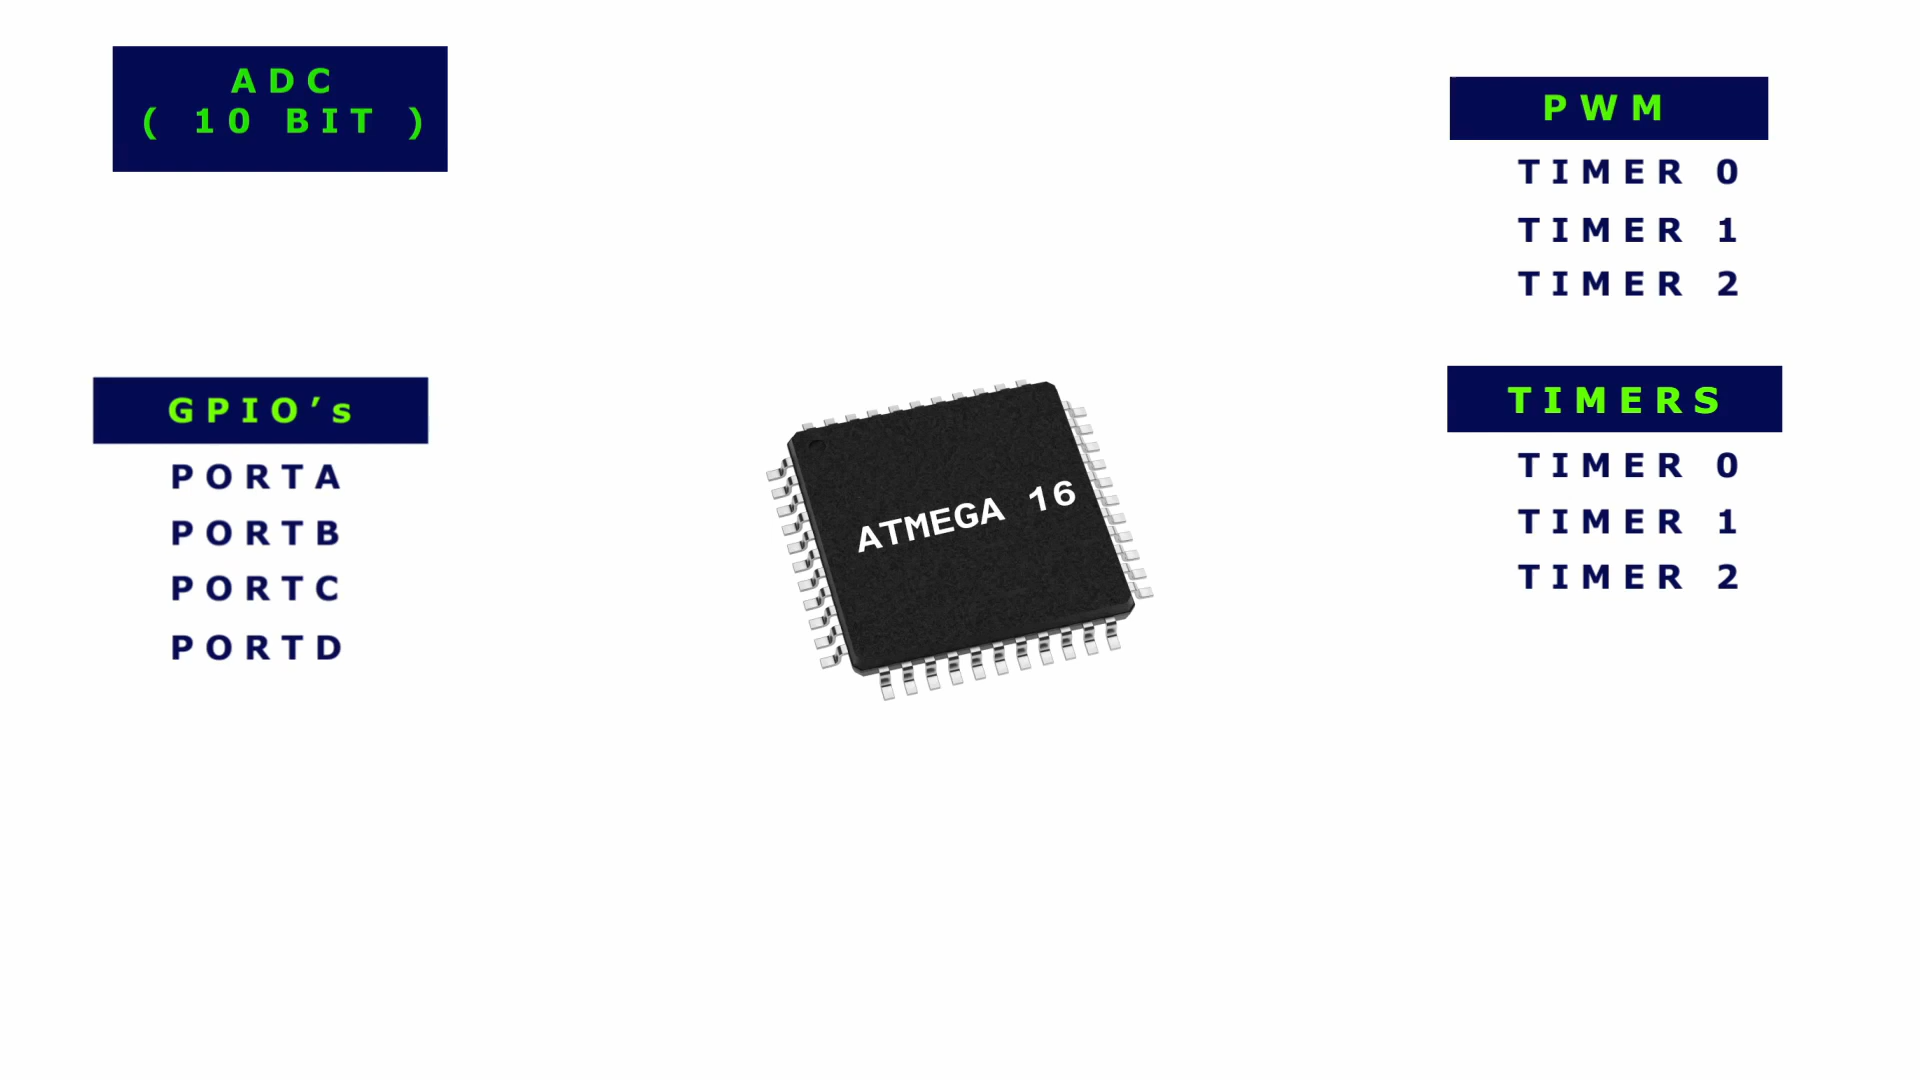 ADC
( 10 BIT )
GPIO’s
PORTA
PORTB
PORTC
PORTD
ATMEGA 16
PWM
TIMER 0
TIMER 1
TIMER 2
TIMERS
TIMER 0
TIMER 1
TIMER 2